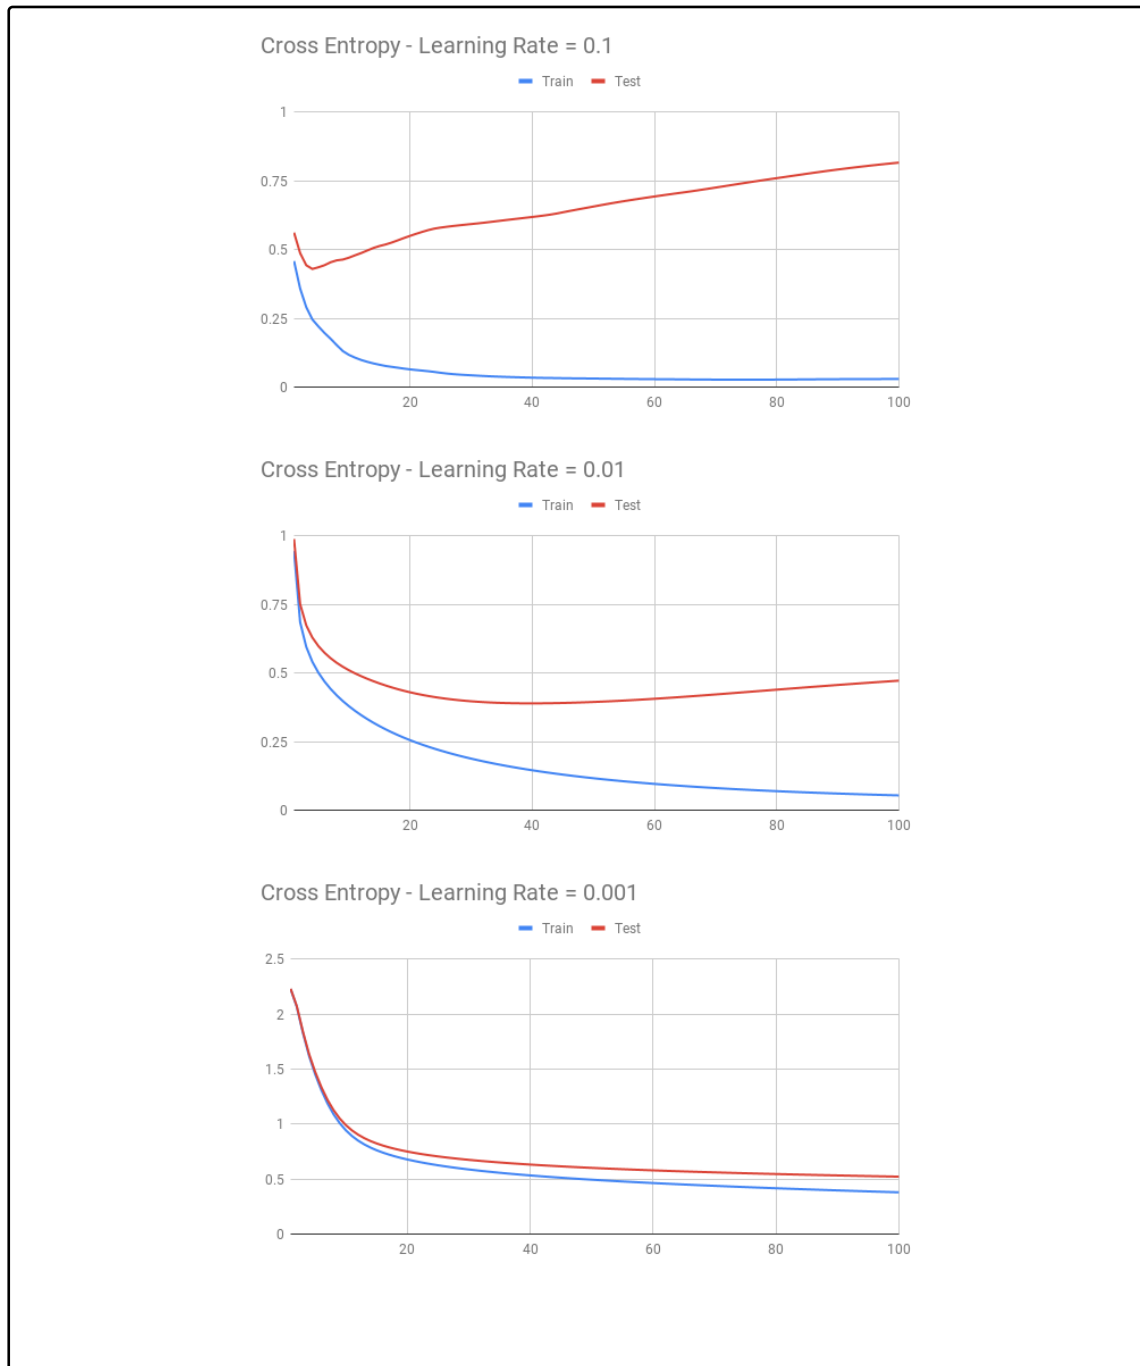 Cross Entropy - Learning Rate = 0.1
Train Test
1
0.75
0.5
0.25
0
20 40 60 80 100
Cross Entropy - Learning Rate = 0.01
Train Test
1
0.75
0.5
0.25
0
20 40 60 80 100
Cross Entropy - Learning Rate = 0.001
Train Test
2.5
2
1.5
1
0.5
0
20 40 60 80 100